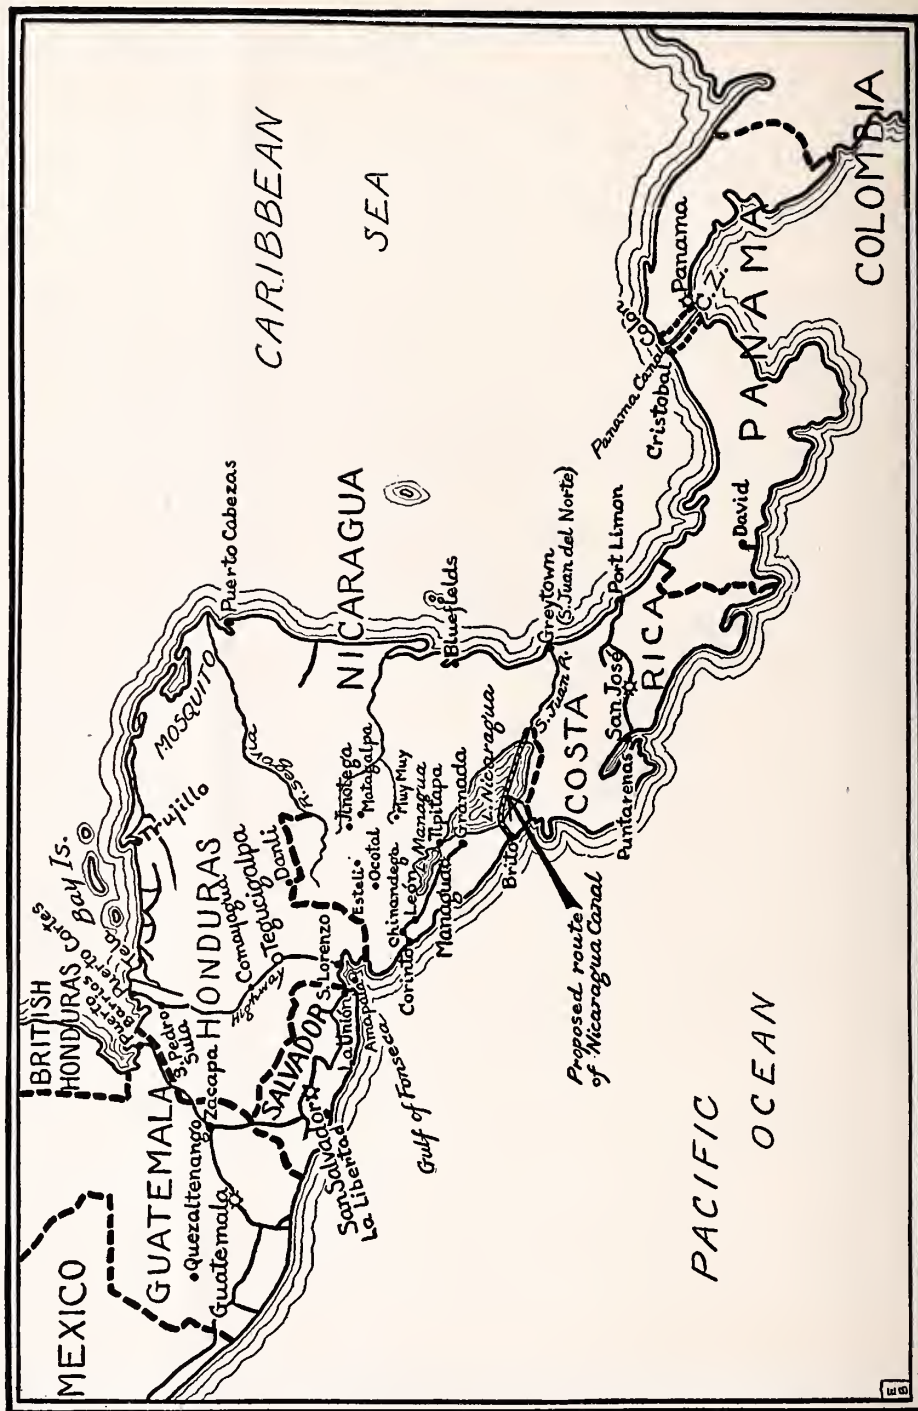 MEXICO
BRITISH
HONDURAS
GUATEMALA
Quezaltenango
Guatemala
Zacapa
Puerto
Barrios
Puerto Cortes
Tela
S. Pedro
Sula
Bay Is.
Trujillo
HONDURAS
Comayagua
Tegucigalpa
Danli
Highway
S. Lorenzo
SALVADOR
San Salvador
La Libertad
La Unión
Amapala
Gulf of Fonseca
MOSQUITO
R. Segovia
Puerto Cabezas
NICARAGUA
Jinotega
Matagalpa
Muy Muy
Esteli
Ocotal
Chinandega
León
Corinto
Managua
L. Managua
Tipitapa
Granada
L. Nicaragua
Brito
Bluefields
Greytown
(S. Juan del Norte)
S. Juan R.
Proposed route
of Nicaragua Canal
COSTA
RICA
San José
Puntarenas
Port Limon
CARIBBEAN
SEA
Panama Canal
Cristobal
Colón
Panama
C. Z.
David
PANAMA
COLOMBIA
PACIFIC
OCEAN
E B